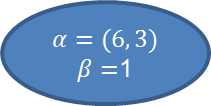 α = (6, 3)
β =1